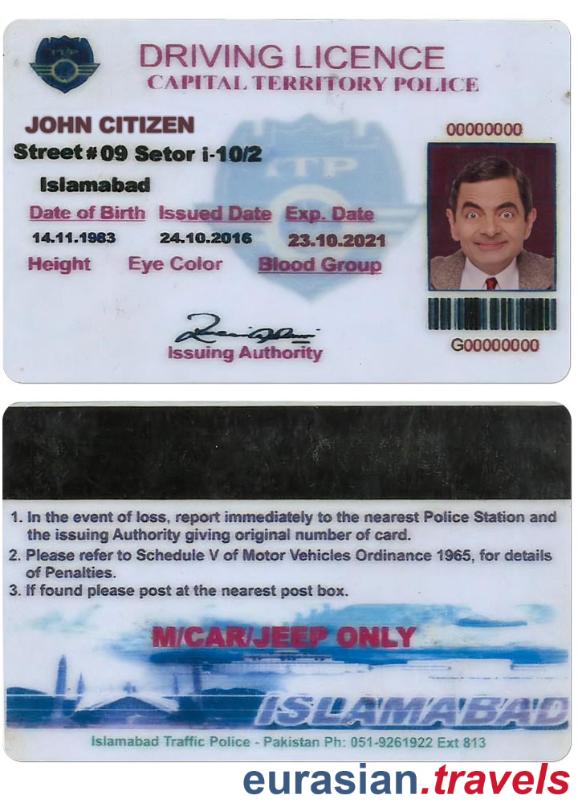 ITP
DRIVING LICENCE
CAPITAL TERRITORY POLICE
JOHN CITIZEN
Street#09 Setor i-10/2
Islamabad
ITP
00000000
Date of Birth Issued Date Exp. Date
14.11.1983 24.10.2016 23.10.2021
Height Eye Color Blood Group
Issuing Authority
G00000000
1. In the event of loss, report immediately to the nearest Police Station and
the issuing Authority giving original number of card.
2. Please refer to Schedule V of Motor Vehicles Ordinance 1965, for details
of Penalties.
3. If found please post at the nearest post box.
M/CAR/JEEP ONLY
ISLAMABAD
Islamabad Traffic Police - Pakistan Ph: 051-9261922 Ext 813
eurasian.travels